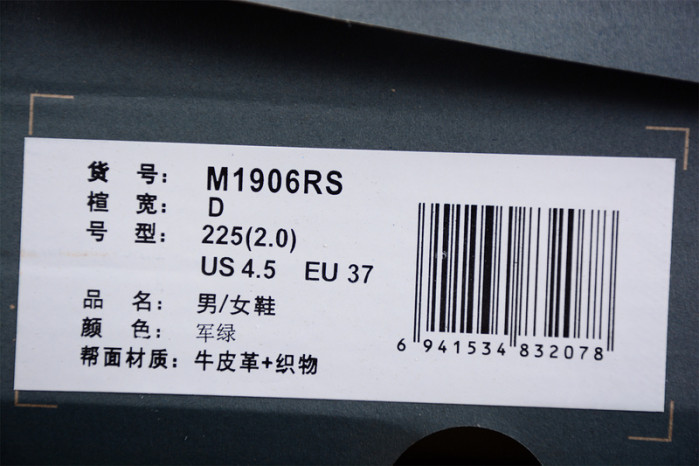 货 号： M1906RS
楦 宽： D
号 型： 225(2.0)
US 4.5 EU 37
品 名： 男/女鞋
颜 色： 军绿
帮面材质： 牛皮革+织物
6 941534 832078